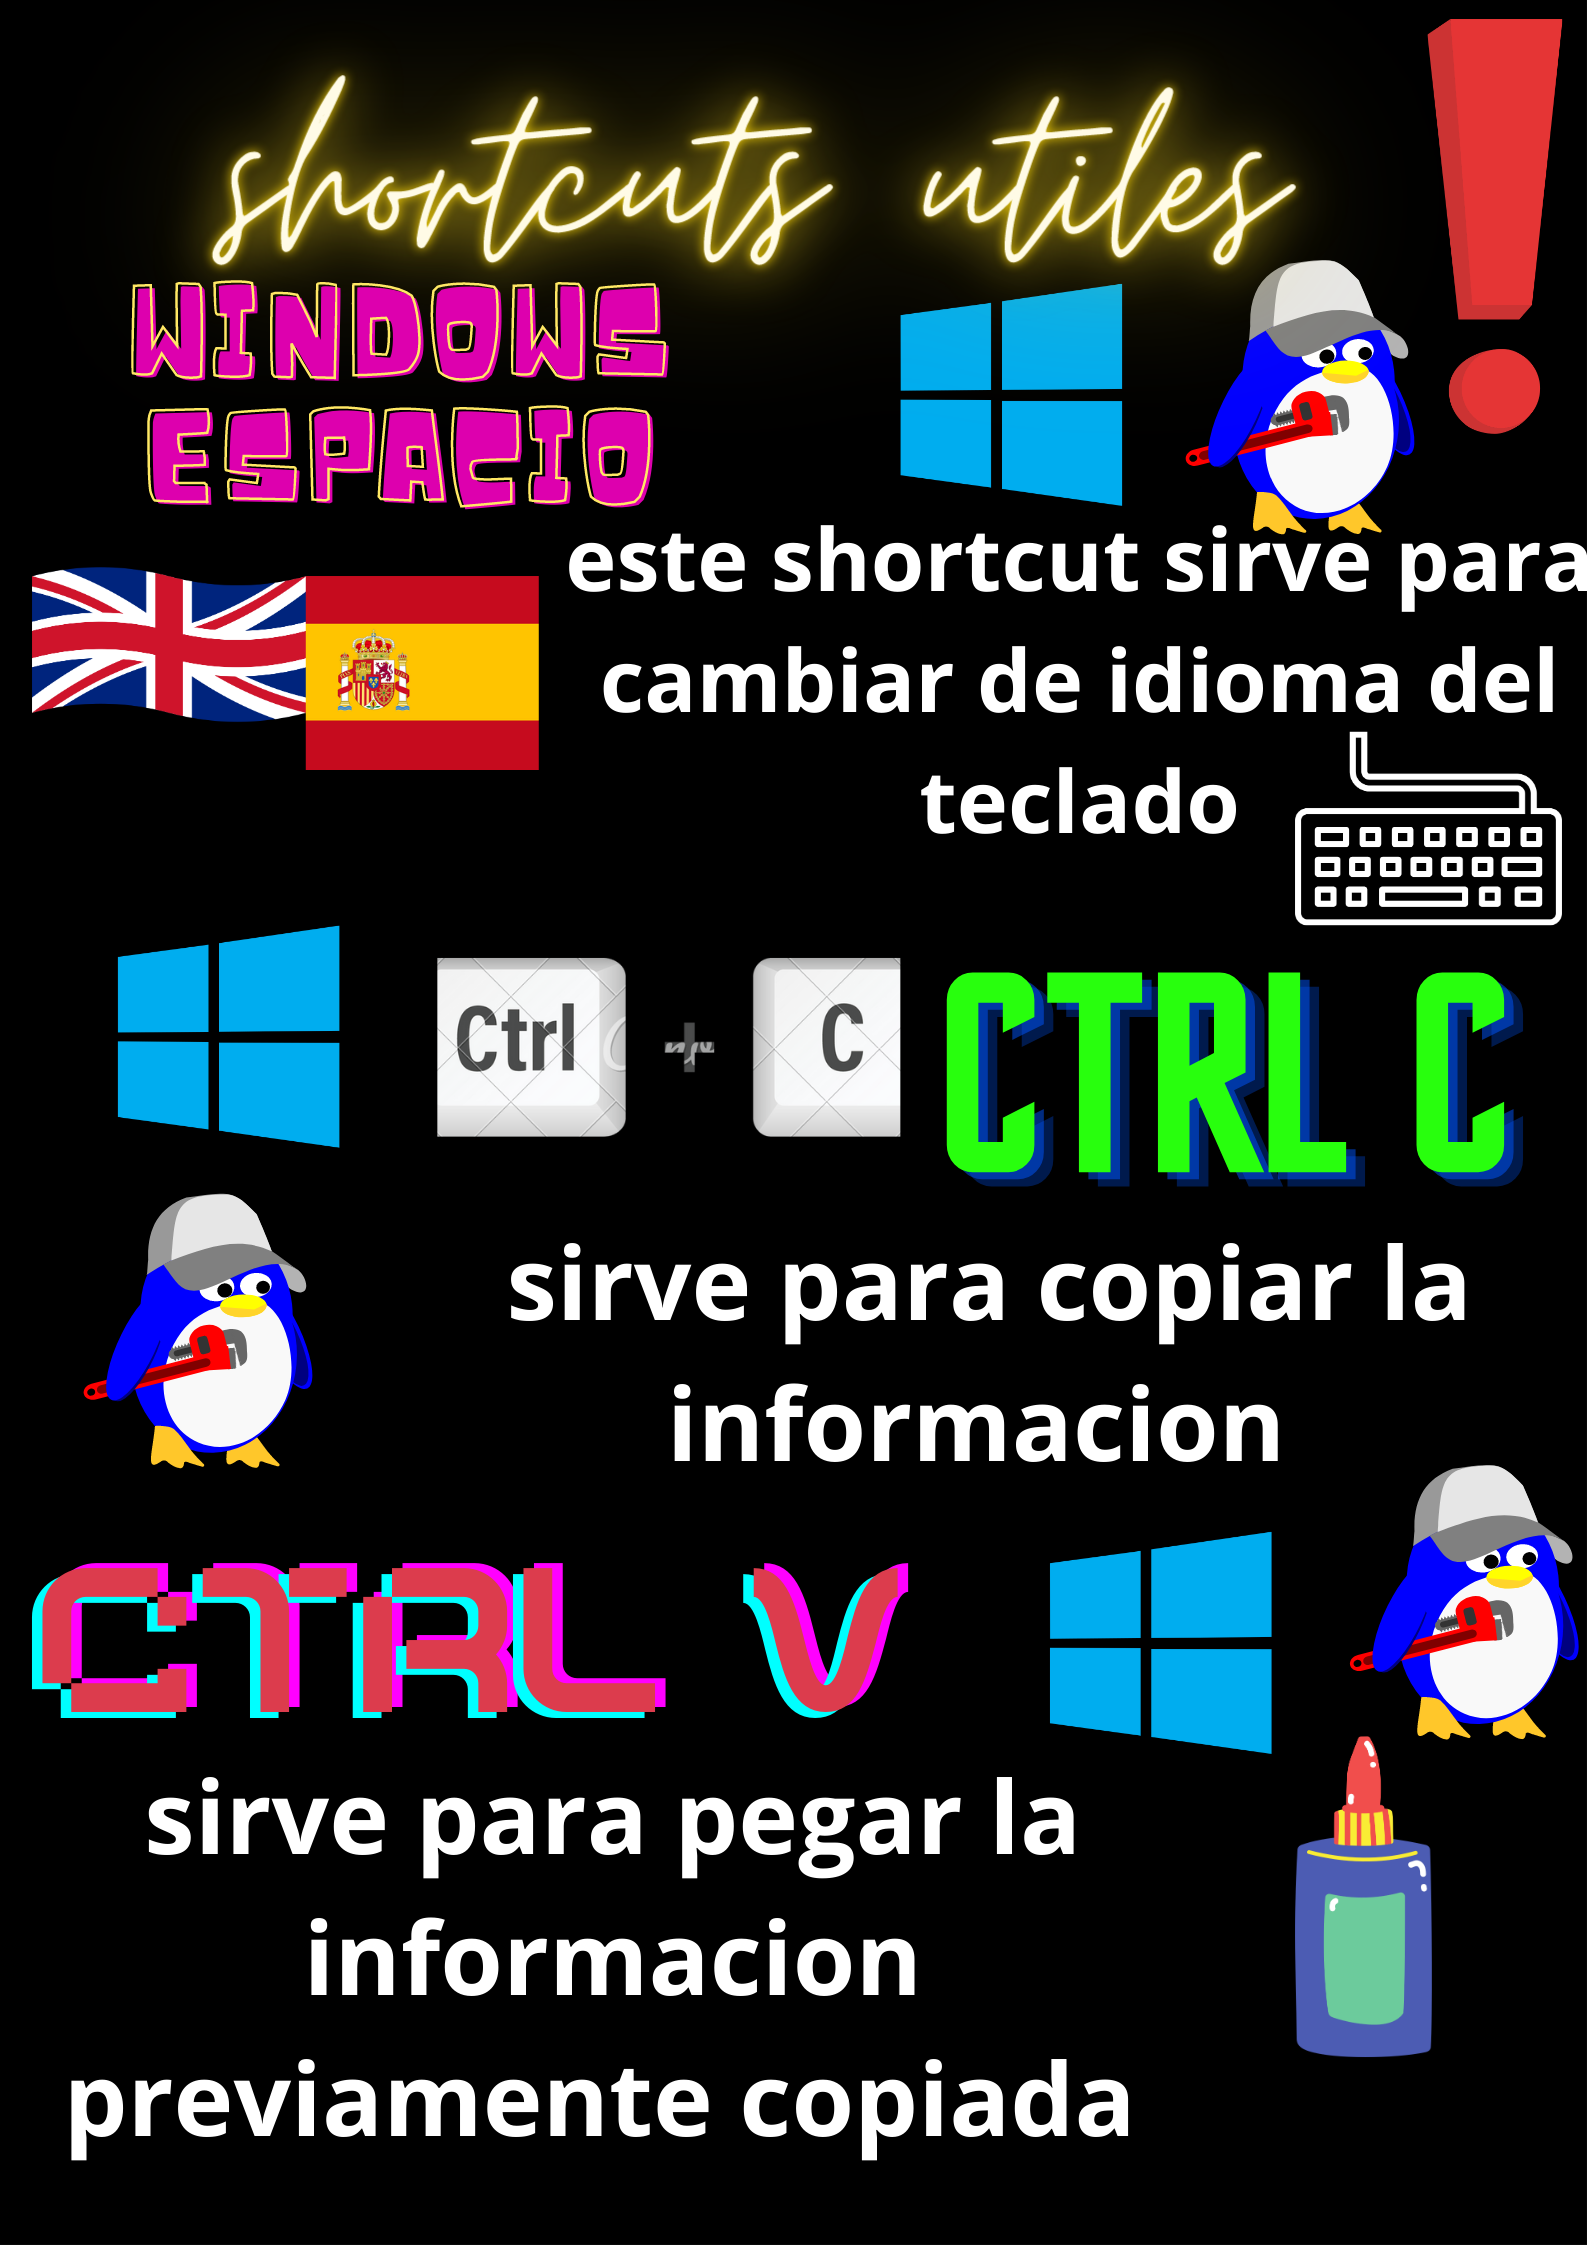 shortcuts utiles
WINDOWS
ESPACIO
este shortcut sirve para
cambiar de idioma del
teclado
Ctrl + C
CTRL C
sirve para copiar la
informacion
CTRL V
sirve para pegar la
informacion
previamente copiada